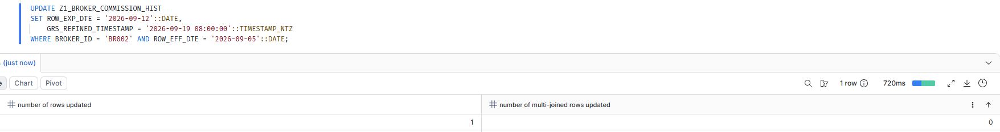 UPDATE Z1_BROKER_COMMISSION_HIST
SET ROW_EXP_DTE = '2026-09-12'::DATE,
GRS_REFINED_TIMESTAMP = '2026-09-19 08:00:00'::TIMESTAMP_NTZ
WHERE BROKER_ID = 'BR002' AND ROW_EFF_DTE = '2026-09-05'::DATE;
(just now)
Chart Pivot 1 row 720ms
number of rows updated number of multi-joined rows updated
1 0